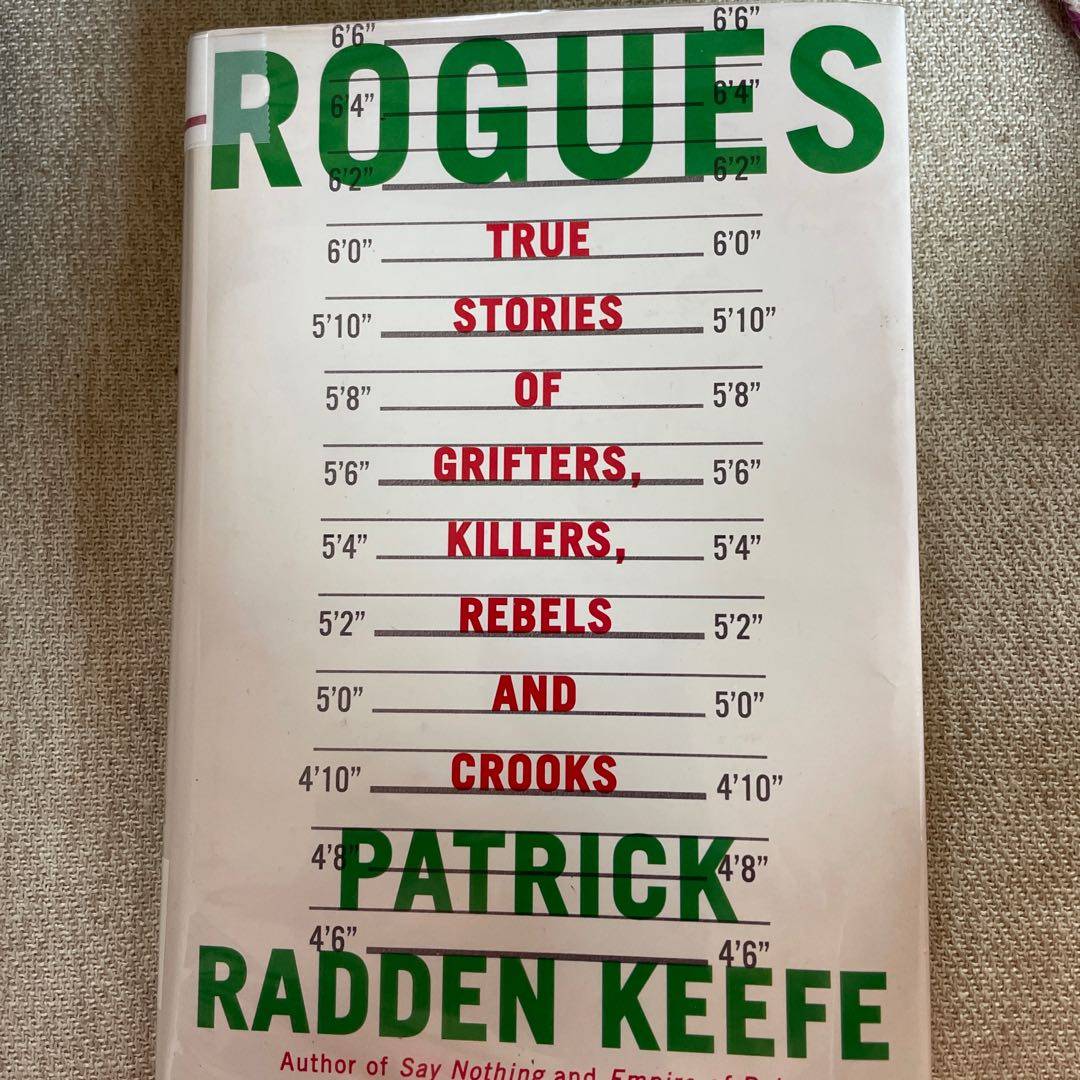 6’6” 6’6”
ROGUES
6’4” 6’4”
6’2” 6’2”
6’0” TRUE 6’0”
5’10” STORIES 5’10”
5’8” OF 5’8”
5’6” GRIFTERS, 5’6”
5’4” KILLERS, 5’4”
5’2” REBELS 5’2”
5’0” AND 5’0”
4’10” CROOKS 4’10”
4’8” PATRICK 4’8”
4’6” 4’6”
RADDEN KEEFE
Author of Say Nothing and Empire of